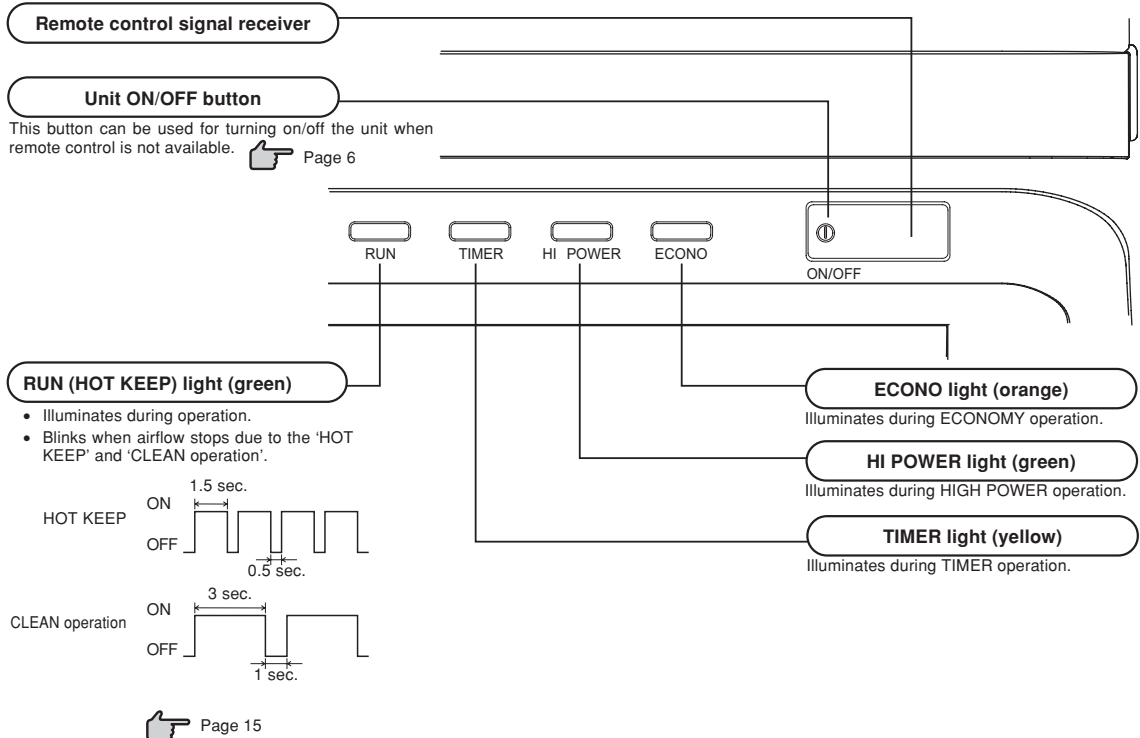 Remote control signal receiver
Unit ON/OFF button
This button can be used for turning on/off the unit when
remote control is not available.
Page 6
RUN
TIMER
HI POWER
ECONO
ON/OFF
RUN (HOT KEEP) light (green)
• Illuminates during operation.
• Blinks when airflow stops due to the ‘HOT
KEEP’ and ‘CLEAN operation’.
1.5 sec.
ON
HOT KEEP
OFF
0.5 sec.
3 sec.
ON
CLEAN operation
OFF
1 sec.
Page 15
ECONO light (orange)
Illuminates during ECONOMY operation.
HI POWER light (green)
Illuminates during HIGH POWER operation.
TIMER light (yellow)
Illuminates during TIMER operation.